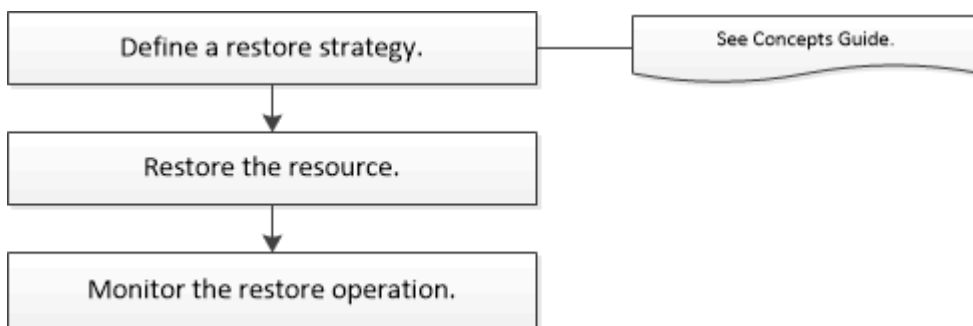 Define a restore strategy.
See Concepts Guide.
Restore the resource.
Monitor the restore operation.